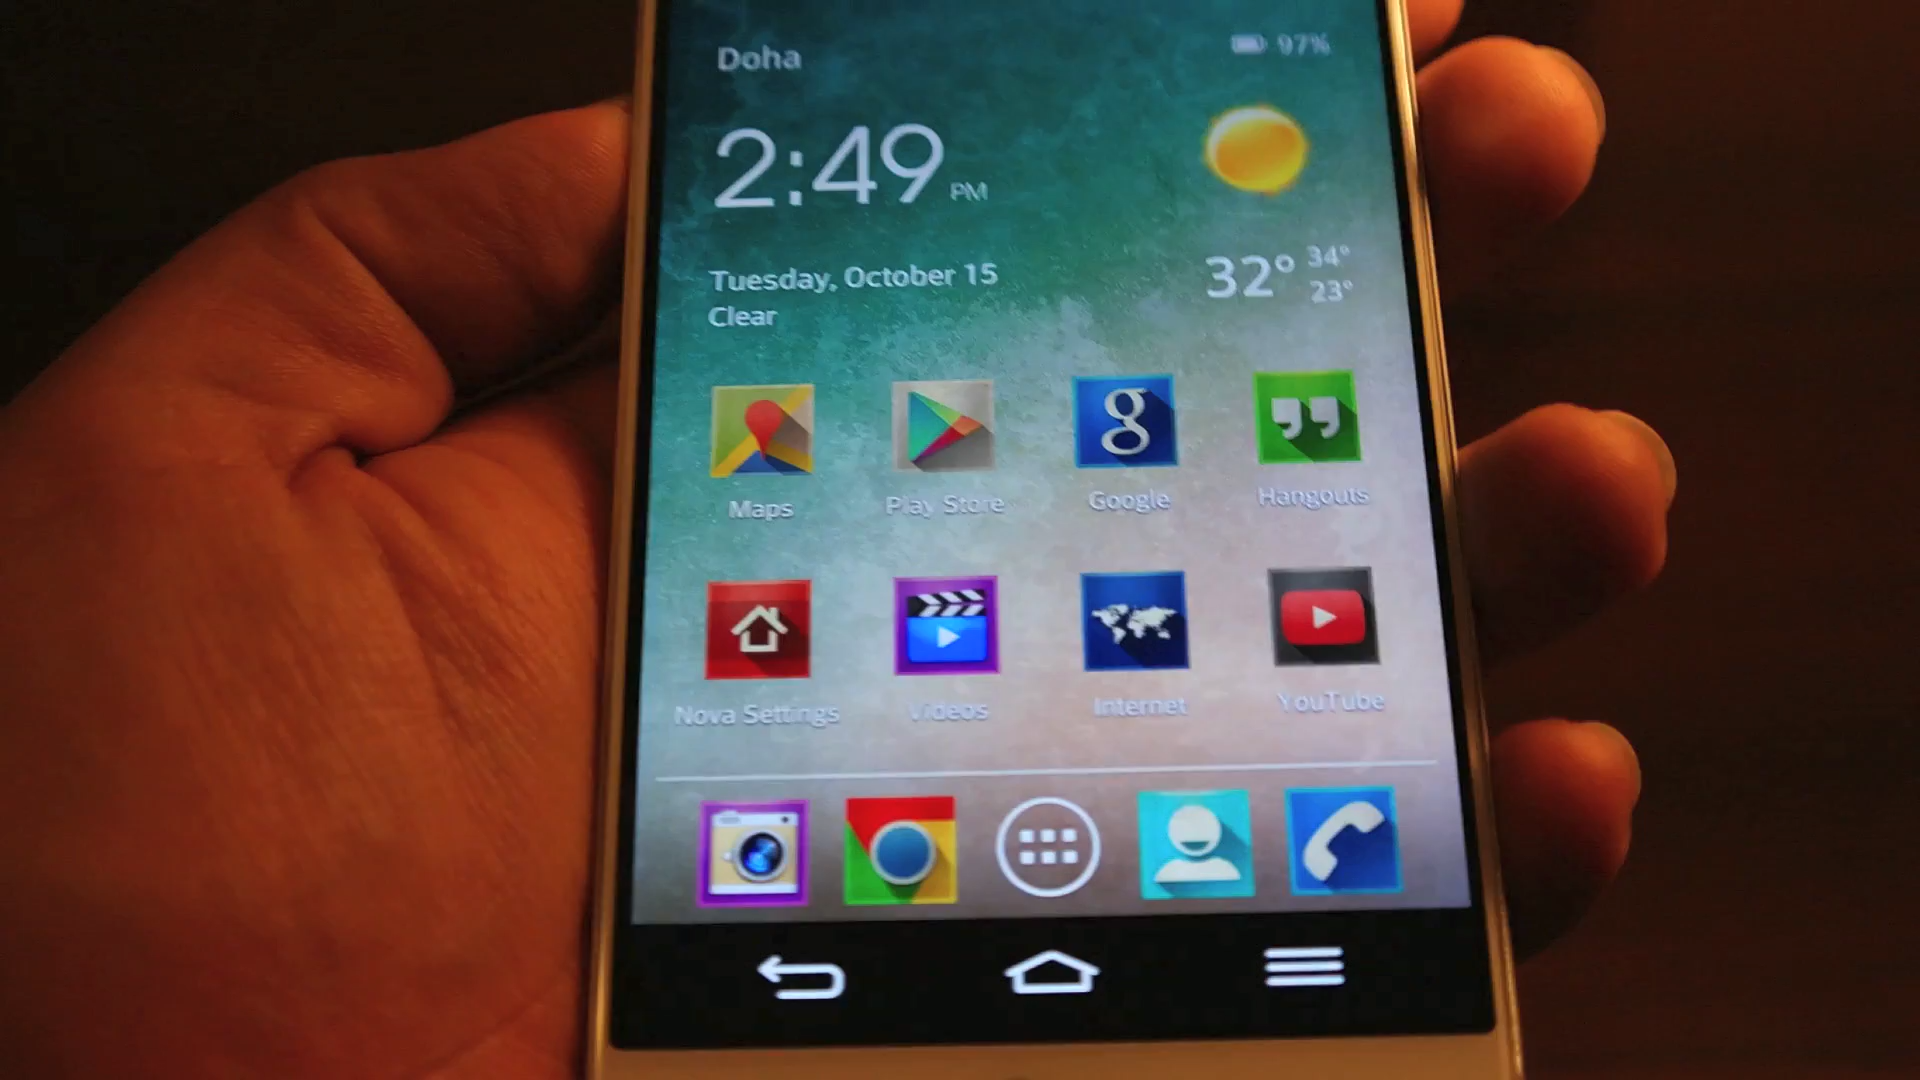 Doha
97%
2:49 PM
Tuesday, October 15
Clear
32° 34°
23°
Maps
Play Store
g
Google
Hangouts
Nova Settings
Videos
Internet
YouTube